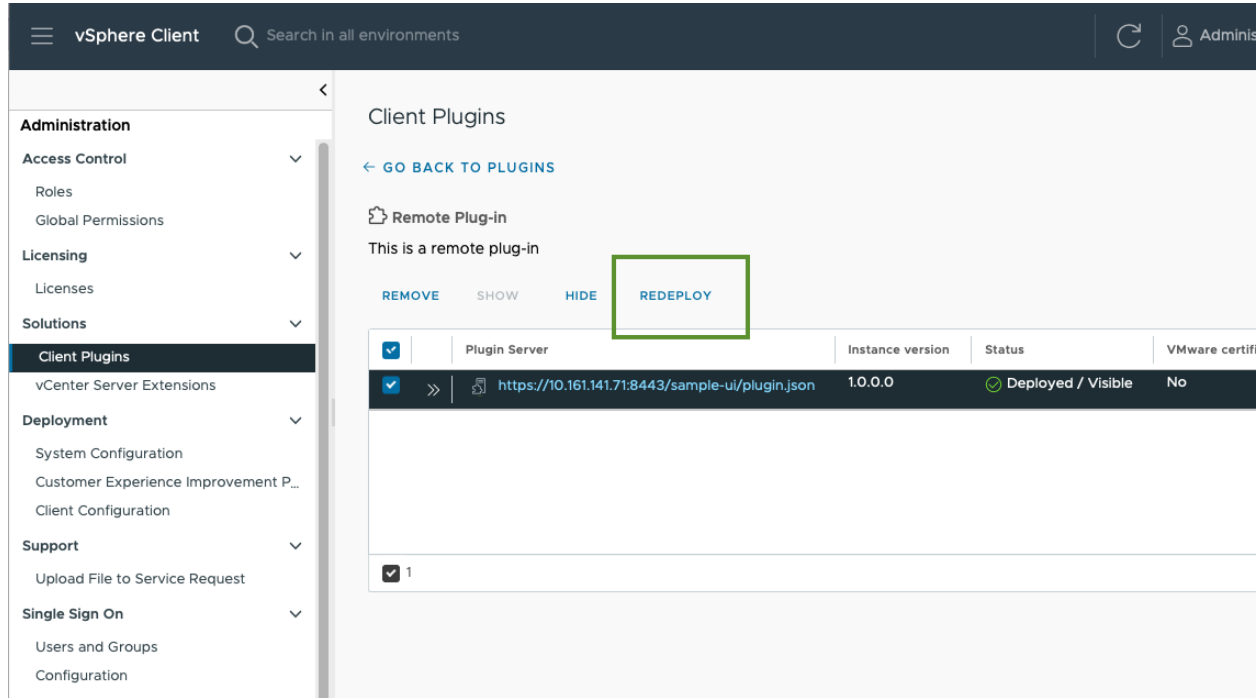 vSphere Client
Search in all environments
Adminis
Administration
Access Control
Roles
Global Permissions
Licensing
Licenses
Solutions
Client Plugins
vCenter Server Extensions
Deployment
System Configuration
Customer Experience Improvement P...
Client Configuration
Support
Upload File to Service Request
Single Sign On
Users and Groups
Configuration
Client Plugins
← GO BACK TO PLUGINS
Remote Plug-in
This is a remote plug-in
REMOVE SHOW HIDE REDEPLOY
Plugin Server Instance version Status VMware certifi
https://10.161.141.71:8443/sample-ui/plugin.json 1.0.0.0 Deployed / Visible No
1